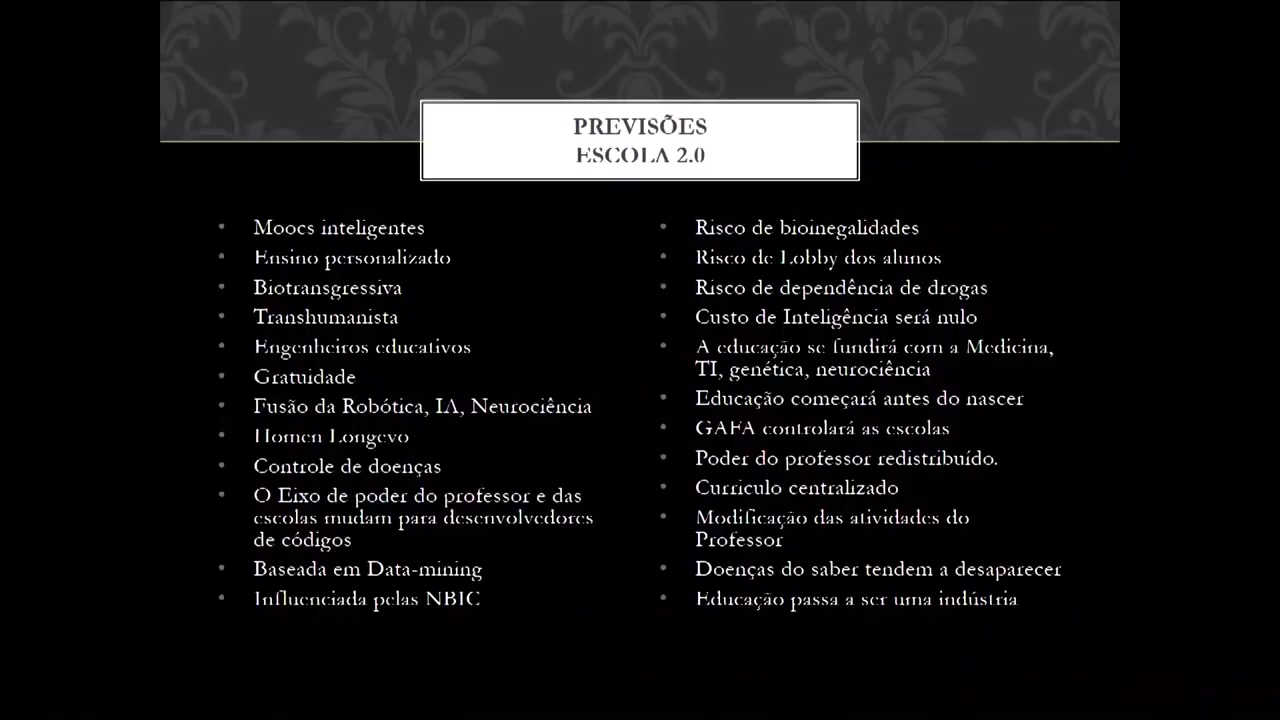 PREVISÕES
ESCOLA 2.0
• Moocs inteligentes
• Ensino personalizado
• Biotransgressiva
• Transhumanista
• Engenheiros educativos
• Gratuidade
• Fusão da Robótica, IA, Neurociência
• Homen Longevo
• Controle de doenças
• O Eixo de poder do professor e das
escolas mudam para desenvolvedores
de códigos
• Baseada em Data-mining
• Influenciada pelas NBIC
• Risco de bioinegalidades
• Risco de Lobby dos alunos
• Risco de dependência de drogas
• Custo de Inteligência será nulo
• A educação se fundirá com a Medicina,
TI, genética, neurociência
• Educação começará antes do nascer
• GAFA controlará as escolas
• Poder do professor redistribuído.
• Curriculo centralizado
• Modificação das atividades do
Professor
• Doenças do saber tendem a desaparecer
• Educação passa a ser uma indústria